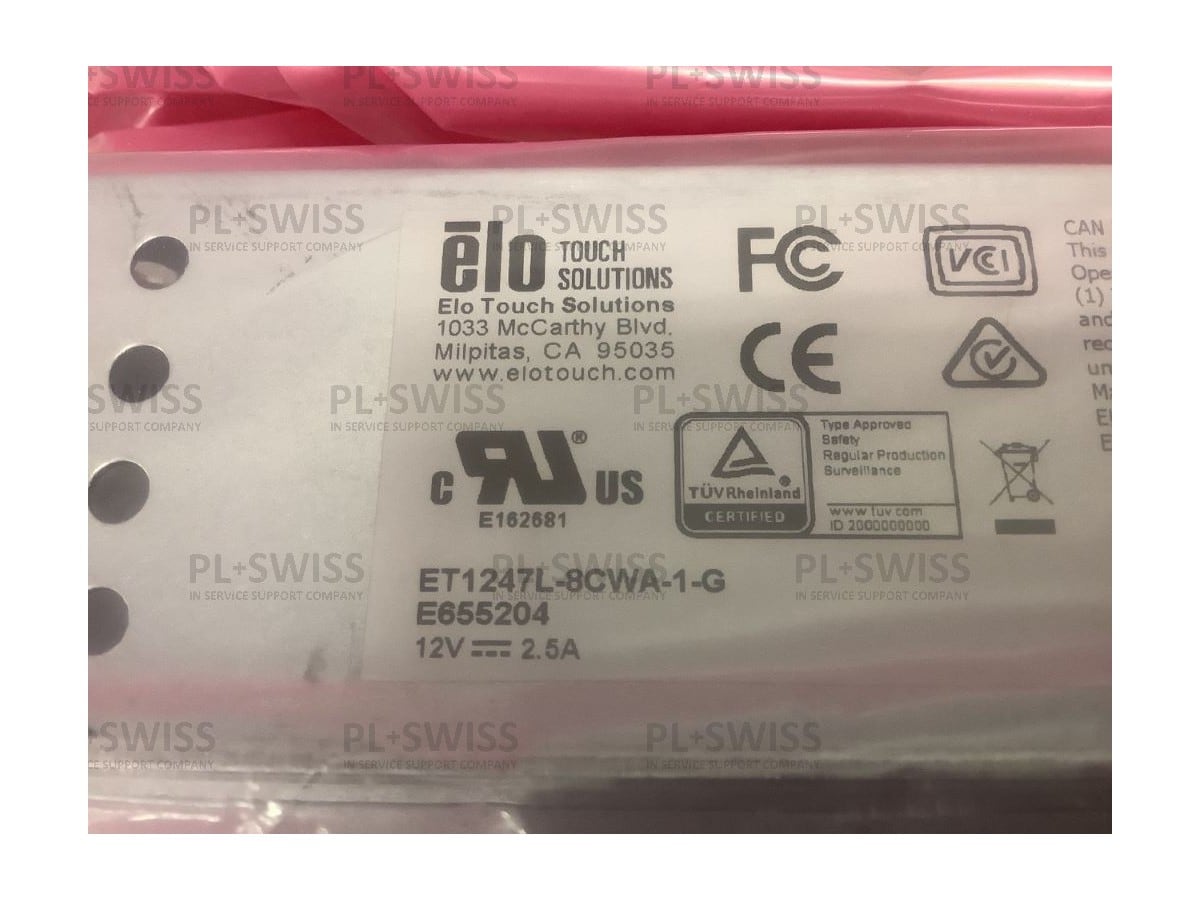 PL+SWISS
IN SERVICE SUPPORT COMPANY
elo TOUCH SOLUTIONS
Elo Touch Solutions
1033 McCarthy Blvd.
Milpitas, CA 95035
www.elotouch.com
FC
CE
VCI
c RU ® US
E162681
TÜVRheinland
CERTIFIED
Type Approved
Safety
Regular Production
Surveillance
www.tuv.com
ID 2000000000
ET1247L-8CWA-1-G
E655204
12V 2.5A
CAN
This
(1)